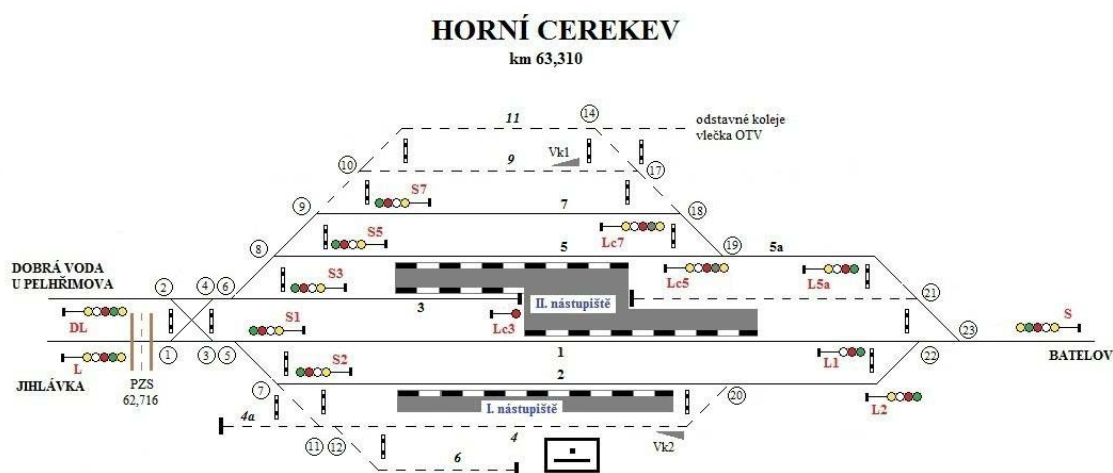 HORNÍ CEREKEV
km 63,310
11
14
odstavné koleje
vlečka OTV
10
9
Vk1
17
S7
9
7
18
S5
Lc7
8
5
19
5a
DOBRÁ VODA
U PELHŘIMOVA
2
4
6
S3
Lc5
L5a
21
3
II. nástupiště
DL
S1
Lc3
S
23
1
3
5
1
BATELOV
L
S2
L1
22
JIHLÁVKA
PZS
62,716
7
2
I. nástupiště
20
L2
4a
11
12
4
Vk2
6